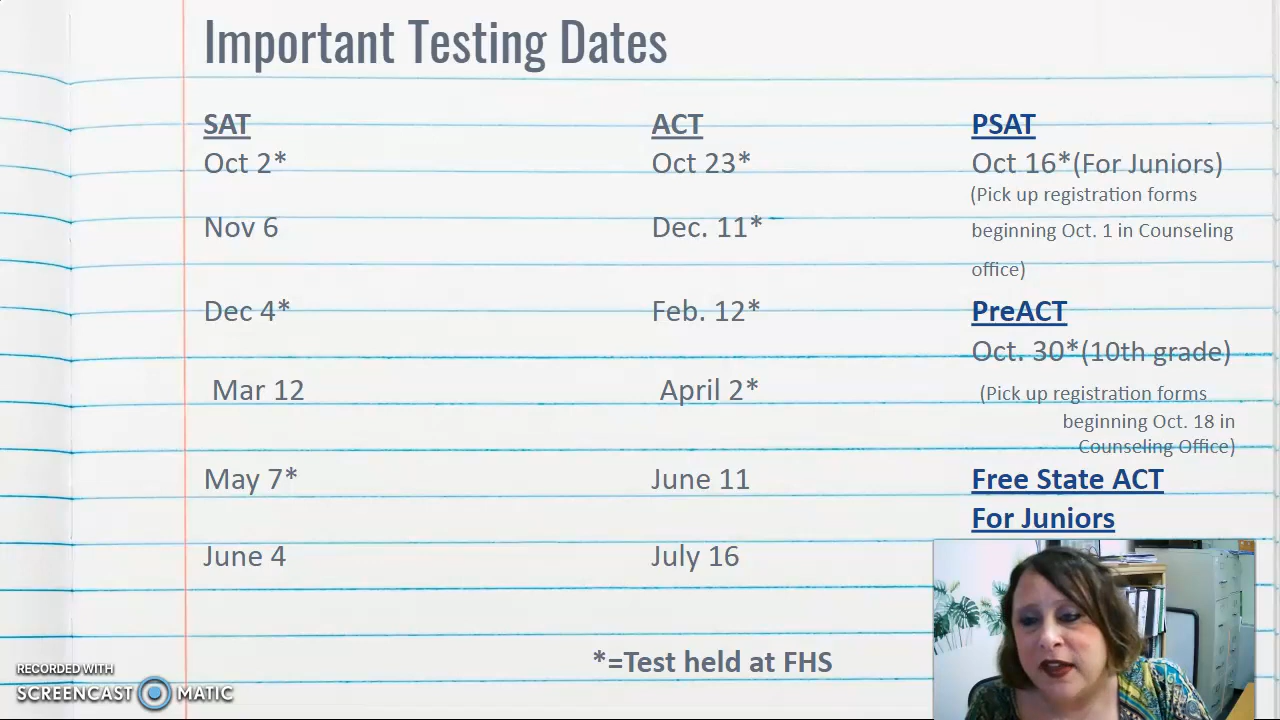 Important Testing Dates
SAT
ACT
PSAT
Oct 2*
Oct 23*
Oct 16*(For Juniors)
(Pick up registration forms
Nov 6
Dec. 11*
beginning Oct. 1 in Counseling
office)
Dec 4*
Feb. 12*
PreACT
Oct. 30*(10th grade)
Mar 12
April 2*
(Pick up registration forms
beginning Oct. 18 in
Counseling Office)
May 7*
June 11
Free State ACT
For Juniors
June 4
July 16
*=Test held at FHS
RECORDED WITH
SCREENCAST MATIC